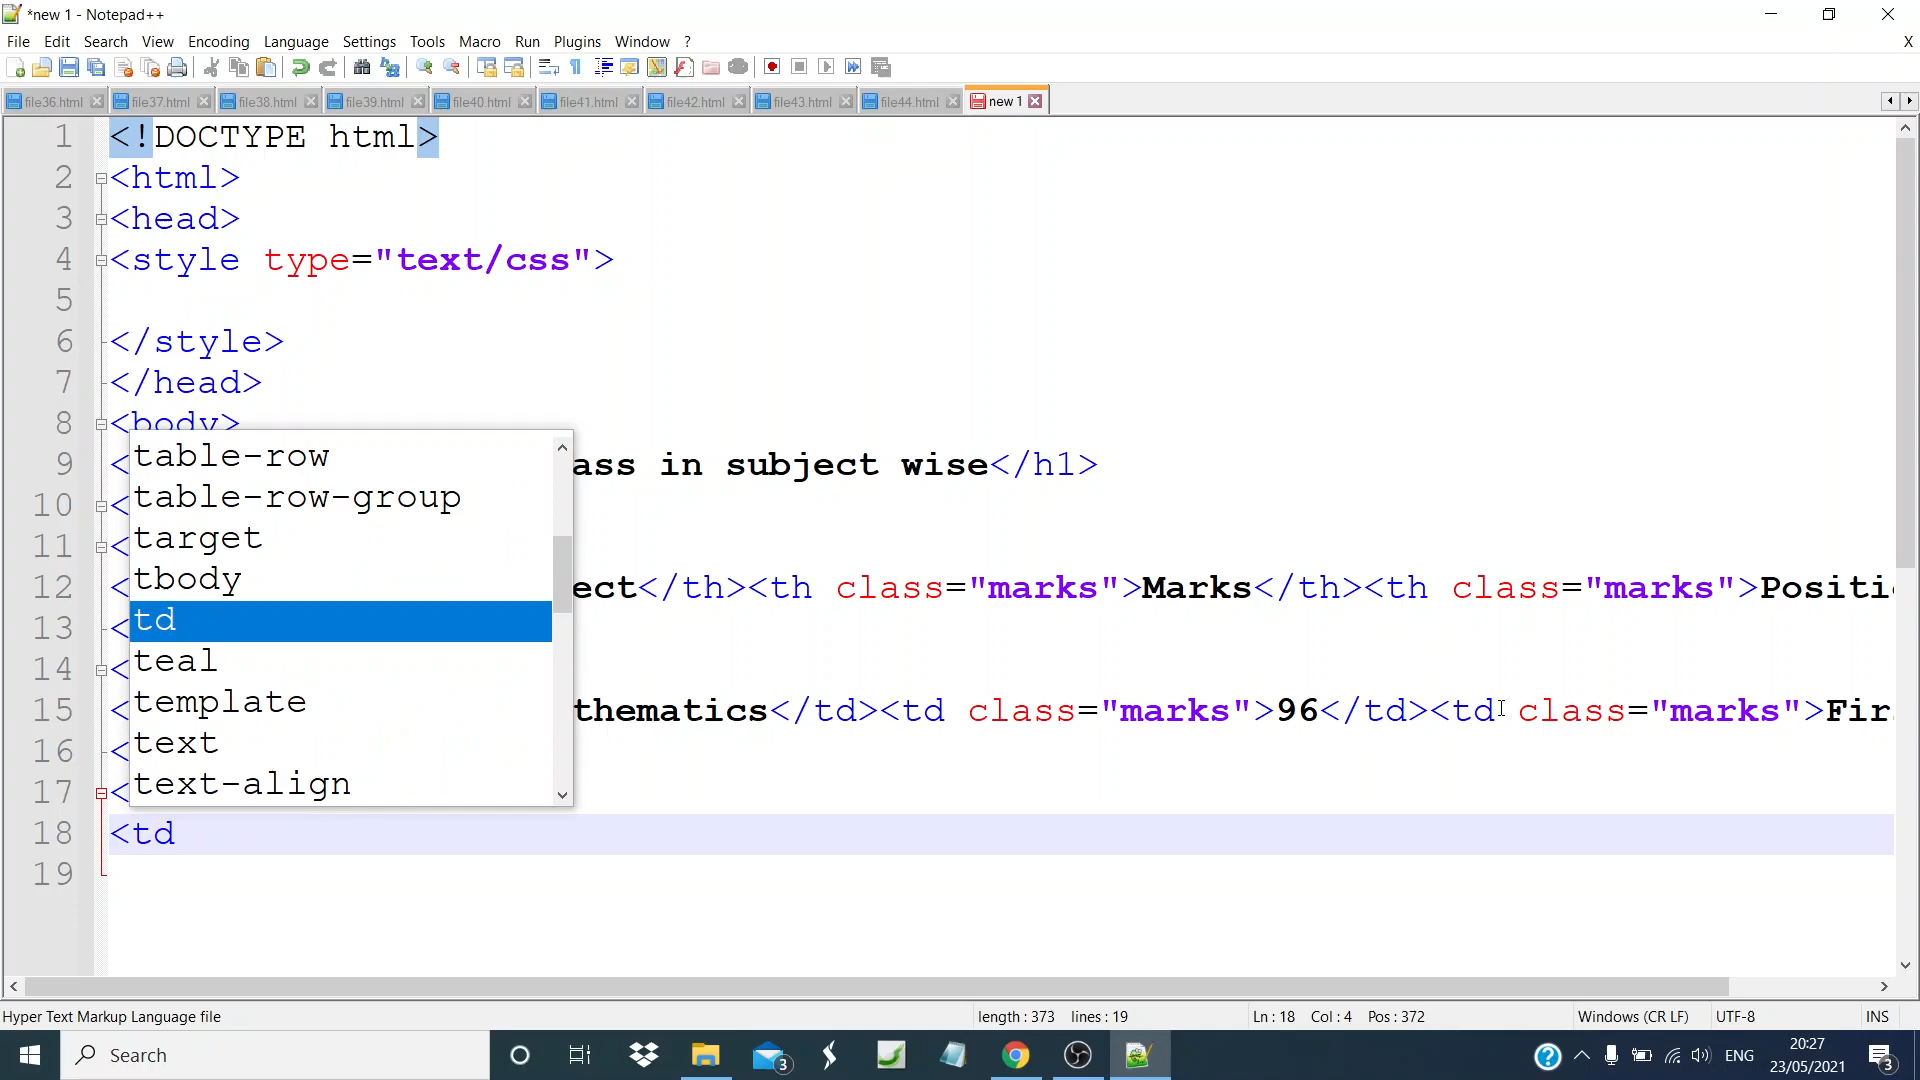 *new 1 - Notepad++
File Edit Search View Encoding Language Settings Tools Macro Run Plugins Window ? X
file36.html file37.html file38.html file39.html file40.html file41.html file42.html file43.html file44.html new 1
1 <!DOCTYPE html>
2 <html>
3 <head>
4 <style type="text/css">
5
6 </style>
7 </head>
8 <body>
9 < ass in subject wise</h1>
10 <
11 <
12 < ect</th><th class="marks">Marks</th><th class="marks">Positi
13 <
14 <
15 < thematics</td><td class="marks">96</td><td class="marks">Fir
16 <
17 <
18 <td
19
table-row
table-row-group
target
tbody
td
teal
template
text
text-align
Hyper Text Markup Language file length : 373 lines : 19 Ln : 18 Col : 4 Pos : 372 Windows (CR LF) UTF-8 INS
Search 3 ENG 20:27 3
23/05/2021